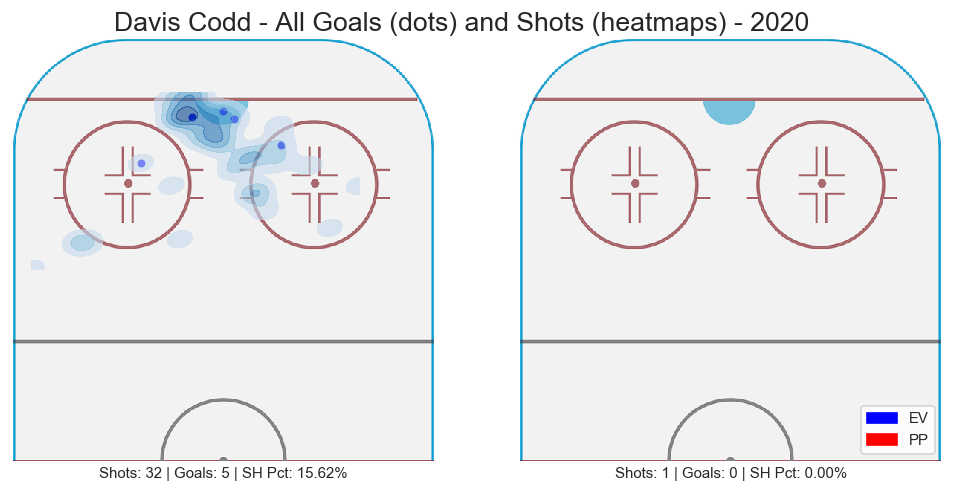 Davis Codd - All Goals (dots) and Shots (heatmaps) - 2020
EV
PP
Shots: 32 | Goals: 5 | SH Pct: 15.62%
Shots: 1 | Goals: 0 | SH Pct: 0.00%